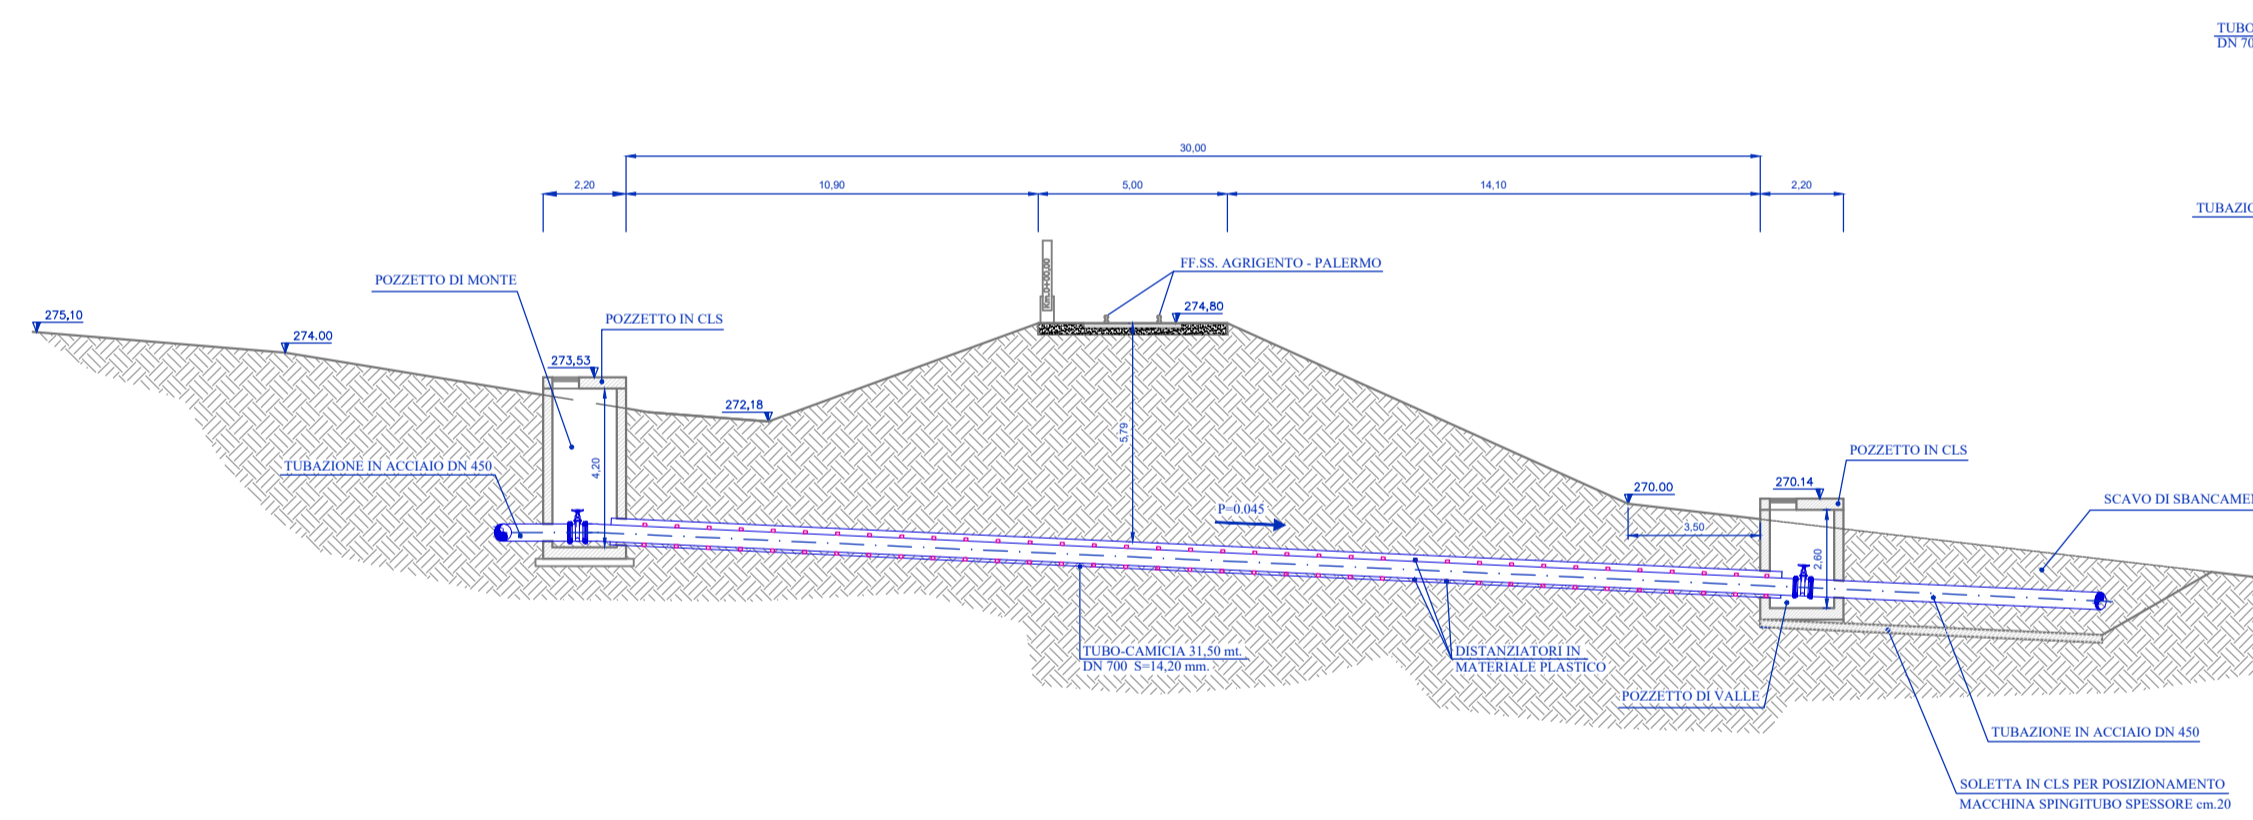 TUBO
DN 70
30,00
2,20
10,90
5,00
14,10
2,20
TUBAZIO
FF.SS. AGRIGENTO - PALERMO
POZZETTO DI MONTE
Km.0+00,00
275,10
274,80
POZZETTO IN CLS
274.00
273,53
272,18
5,79
POZZETTO IN CLS
TUBAZIONE IN ACCIAIO DN 450
4,20
270.00
270.14
SCAVO DI SBANCAME
P=0.045
3,50
2,60
TUBO-CAMICIA 31,50 mt.
DN 700 S=14,20 mm.
DISTANZIATORI IN
MATERIALE PLASTICO
POZZETTO DI VALLE
TUBAZIONE IN ACCIAIO DN 450
SOLETTA IN CLS PER POSIZIONAMENTO
MACCHINA SPINGITUBO SPESSORE cm.20